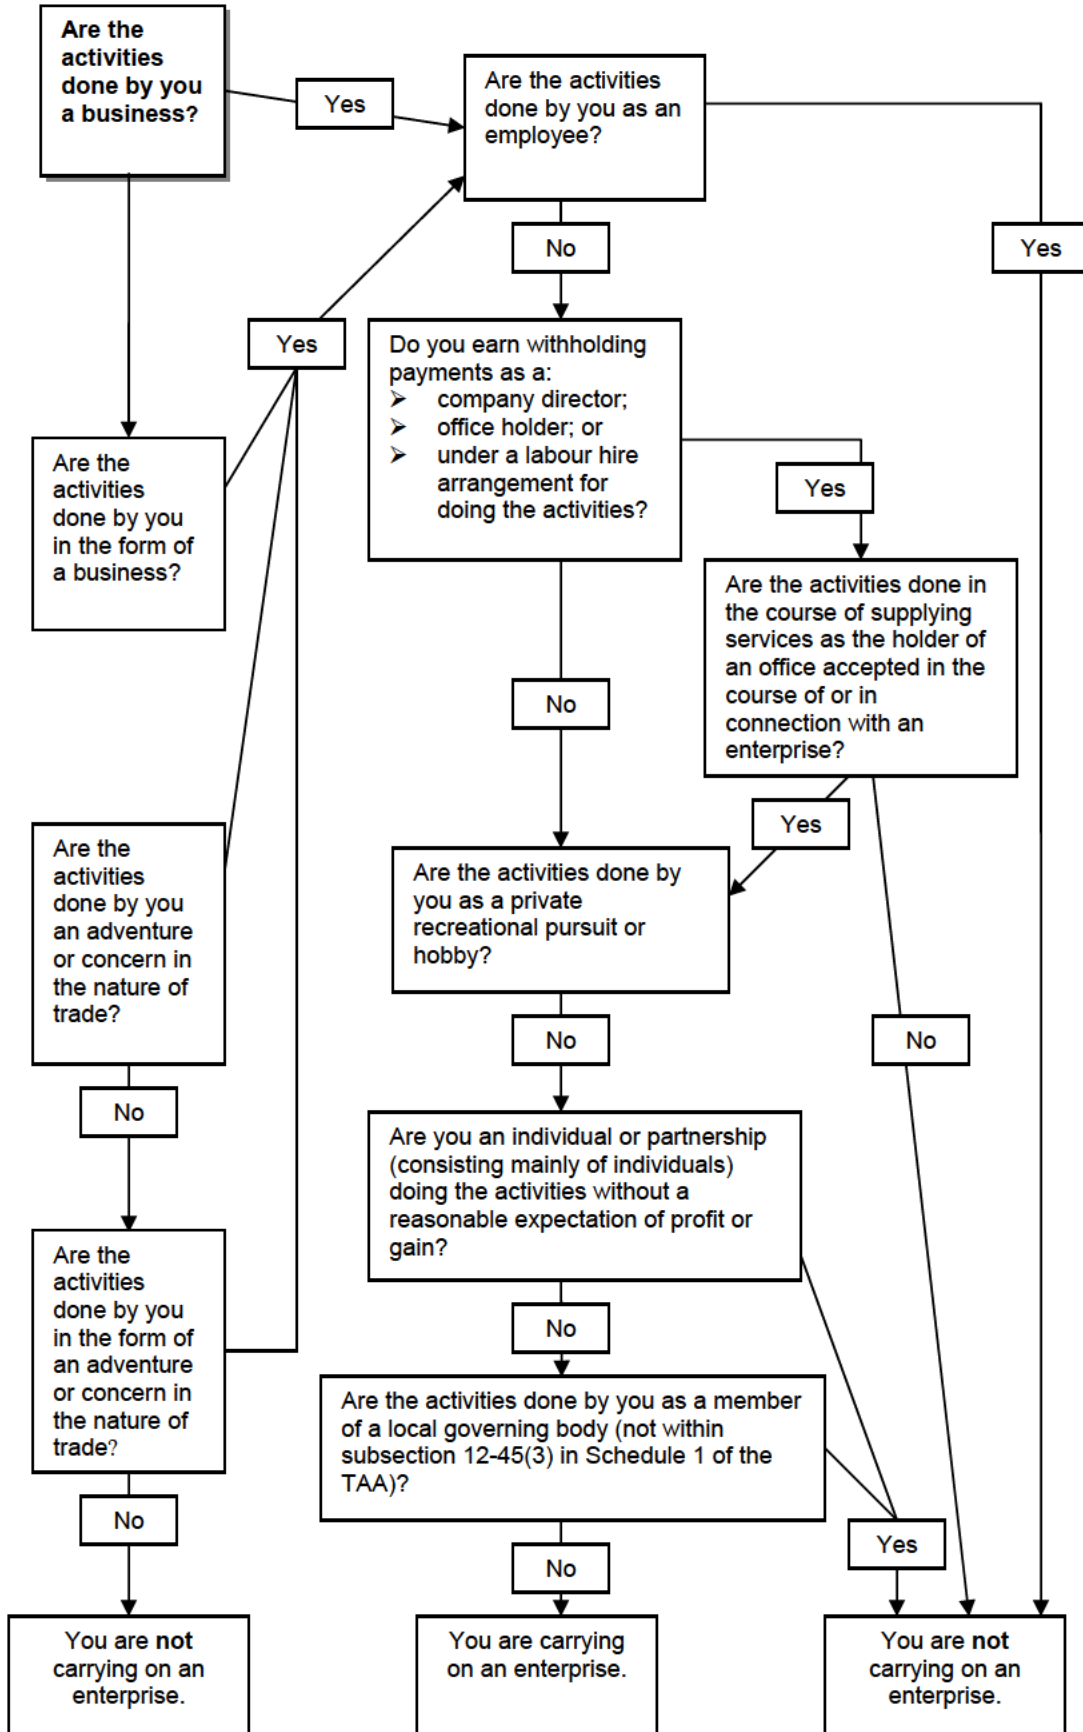 Are the
activities
done by you
a business?
Yes
Are the activities
done by you as an
employee?
Yes
No
Yes
Do you earn withholding
payments as a:
➢ company director;
➢ office holder; or
➢ under a labour hire
arrangement for
doing the activities?
Are the
activities
done by you
in the form of
a business?
Yes
Are the activities done in
the course of supplying
services as the holder of
an office accepted in the
course of or in
connection with an
enterprise?
No
Yes
Are the
activities
done by you
an adventure
or concern in
the nature of
trade?
Are the activities done by
you as a private
recreational pursuit or
hobby?
No
No
No
Are you an individual or partnership
(consisting mainly of individuals)
doing the activities without a
reasonable expectation of profit or
gain?
Are the
activities
done by you
in the form of
an adventure
or concern in
the nature of
trade?
No
Are the activities done by you as a member
of a local governing body (not within
subsection 12-45(3) in Schedule 1 of the
TAA)?
No
Yes
No
You are not
carrying on an
enterprise.
You are carrying
on an enterprise.
You are not
carrying on an
enterprise.